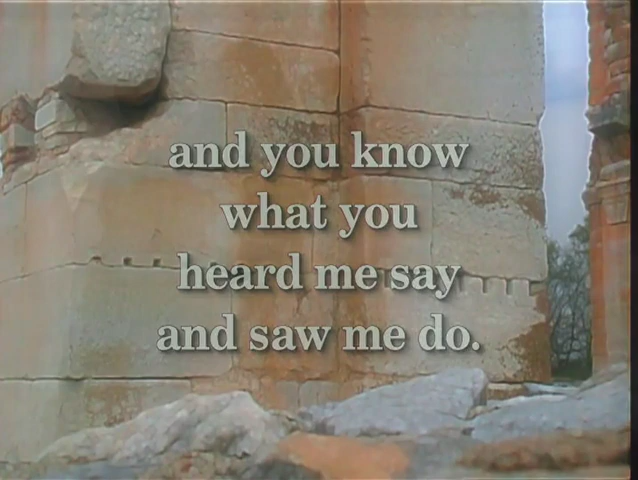 and you know
what you
heard me say
and saw me do.